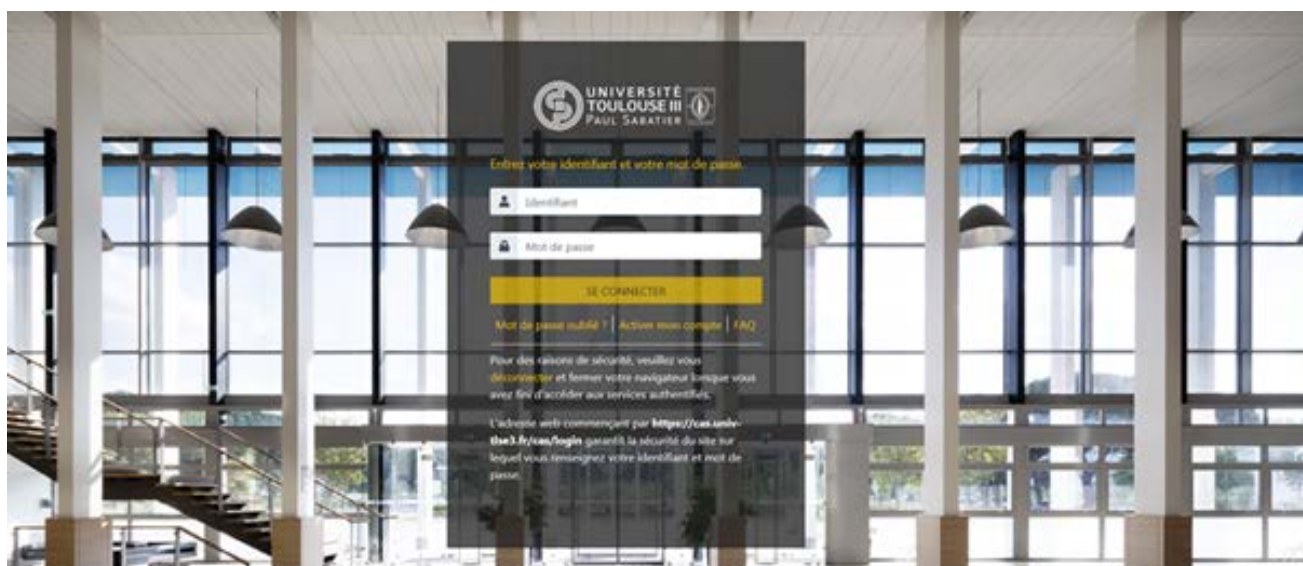 UNIVERSITÉ
TOULOUSE III
PAUL SABATIER
Entrez votre identifiant et votre mot de passe.
Identifiant
Mot de passe
SE CONNECTER
Mot de passe oublié ? | Activer mon compte | FAQ
Pour des raisons de sécurité, veuillez vous
déconnecter et fermer votre navigateur lorsque vous
avez fini d'accéder aux services authentifiés.
L'adresse web commençant par https://cas.univ-
tlse3.fr/cas/login garantit la sécurité du site sur
lequel vous renseignez votre identifiant et mot de
passe.